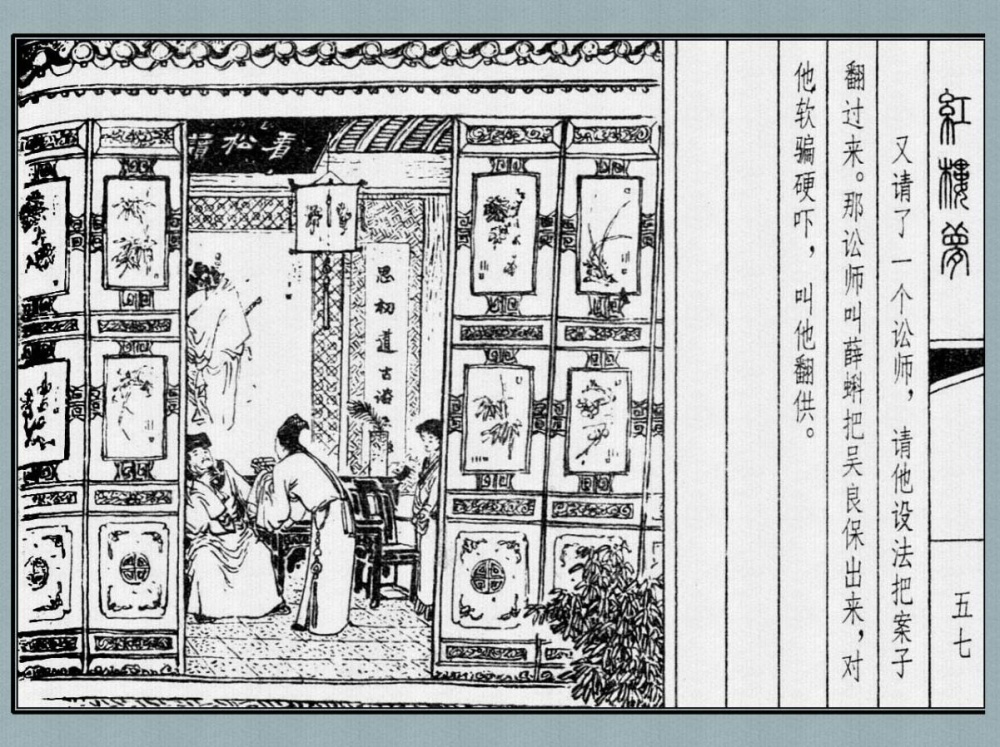 紅樓夢
五七
又请了一个讼师，请他设法把案子
翻过来。那讼师叫薛蝌把吴良保出来，对
他软骗硬吓，叫他翻供。
看松
思初道古语